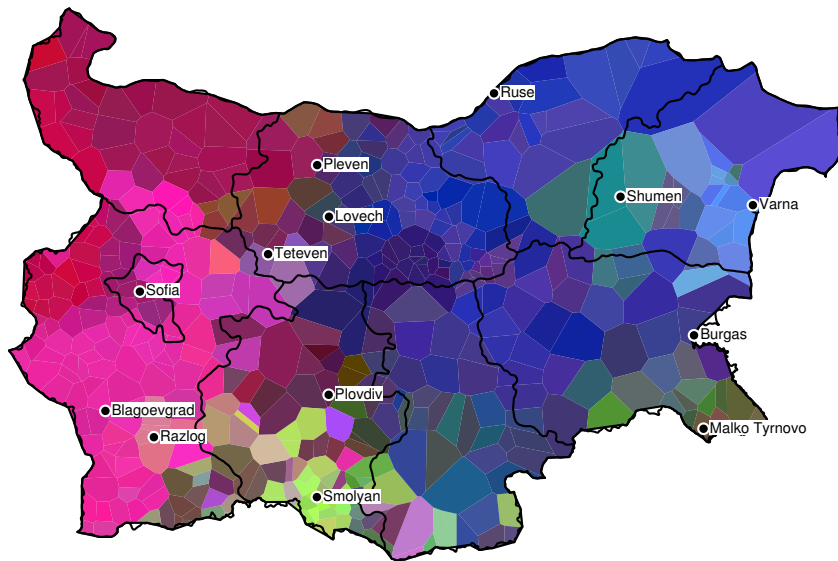 Ruse
Pleven
Shumen
Varna
Lovech
Teteven
Sofia
Burgas
Plovdiv
Blagoevgrad
Malko Tyrnovo
Razlog
Smolyan